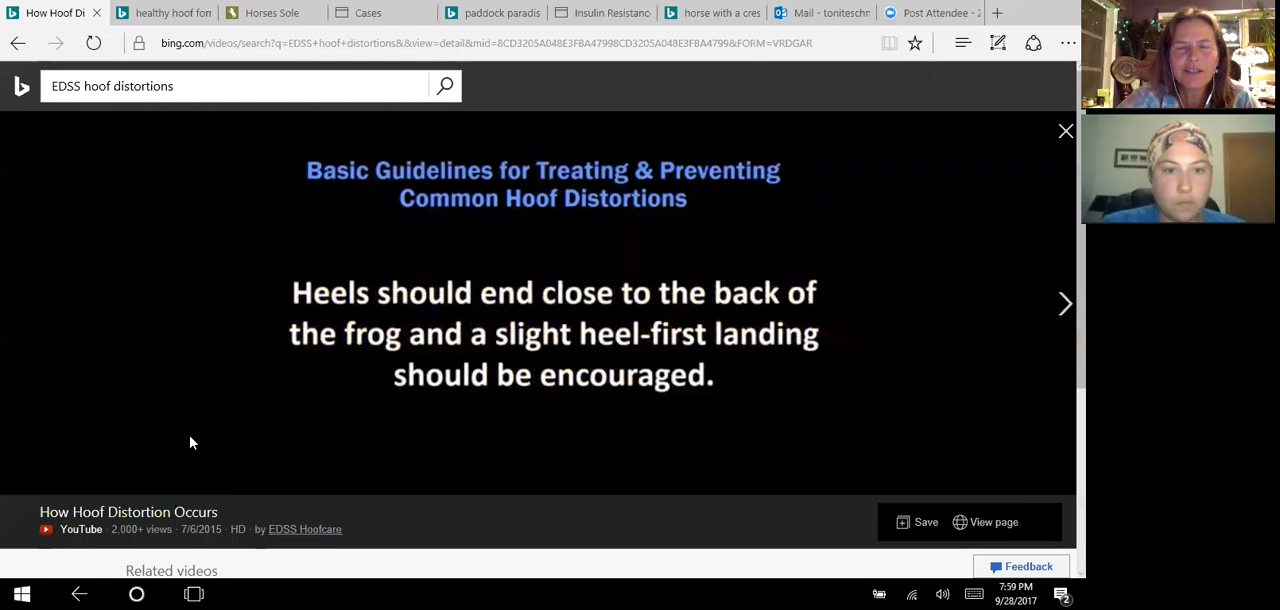 How Hoof Di
healthy hoof for
Horses Sole
Cases
paddock paradis
Insulin Resistanc
horse with a cres
Mail - toniteschn
Post Attendee - Z
bing.com/videos/search?q=EDSS+hoof+distortions&&view=detail&mid=8CD3205A048E3FBA47998CD3205A048E3FBA4799&FORM=VRDGAR
EDSS hoof distortions
Basic Guidelines for Treating & Preventing
Common Hoof Distortions
Heels should end close to the back of
the frog and a slight heel-first landing
should be encouraged.
How Hoof Distortion Occurs
YouTube · 2,000+ views · 7/6/2015 · HD · by EDSS Hoofcare
Save
View page
Related videos
Feedback
7:59 PM
9/28/2017
2